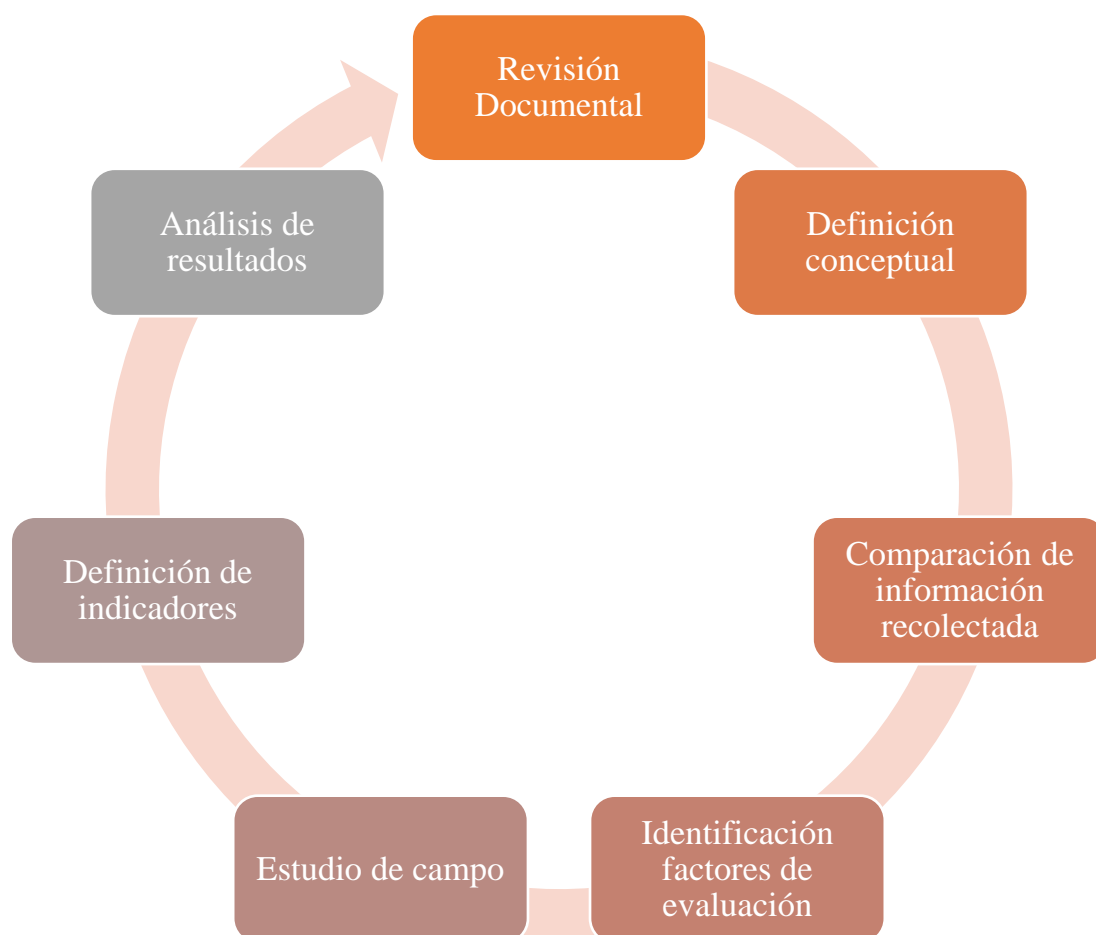 Revisión
Documental
Definición
conceptual
Comparación de
información
recolectada
Identificación
factores de
evaluación
Estudio de campo
Definición de
indicadores
Análisis de
resultados